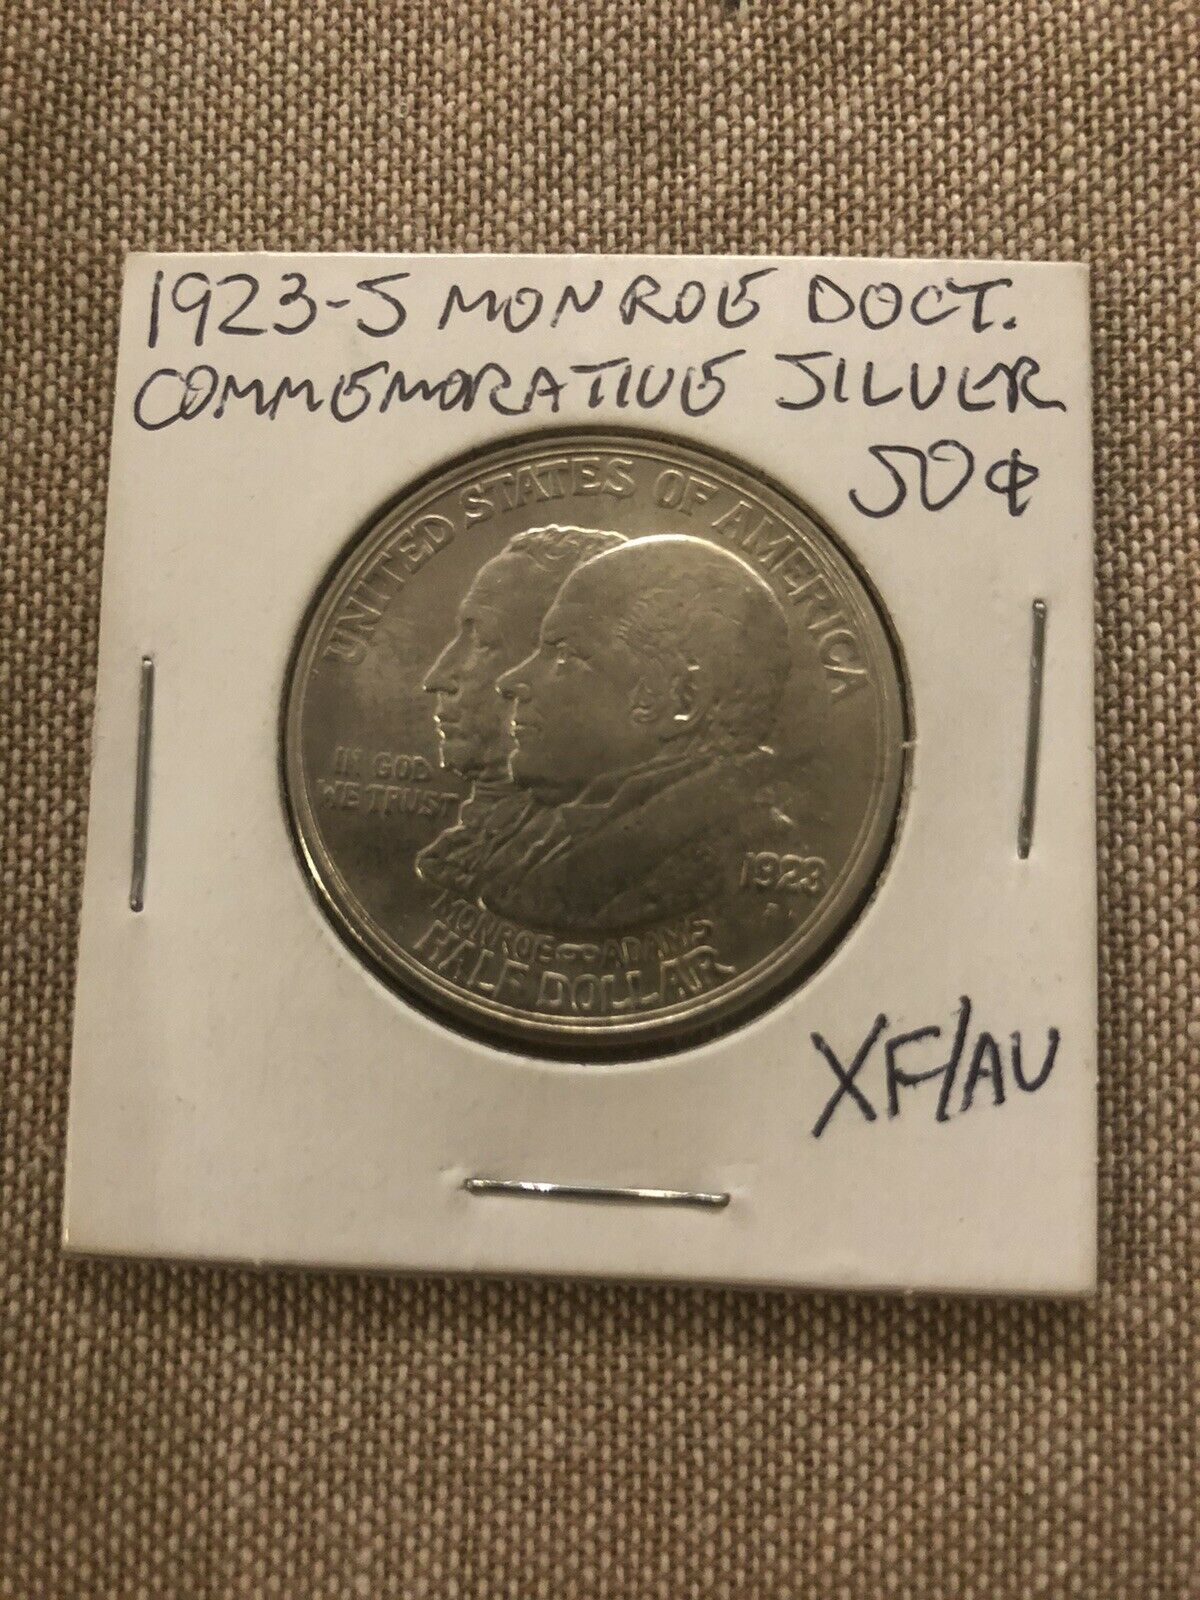 1923-S MONROE DOCT.
COMMEMORATIVE SILVER
50¢
UNITED STATES OF AMERICA
IN GOD
WE TRUST
1923
MONROE ADAMS
HALF DOLLAR
XF/AU